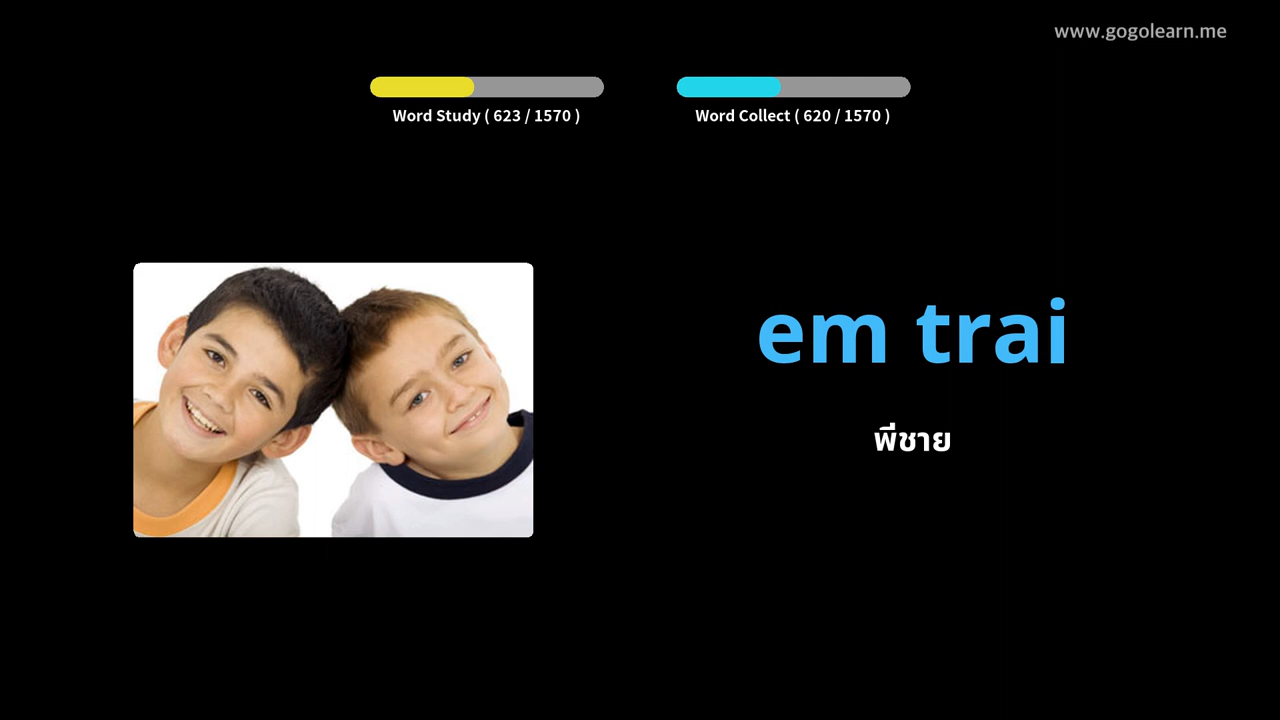 www.gogolearn.me
Word Study ( 623 / 1570 )
Word Collect ( 620 / 1570 )
em trai
พี่ชาย